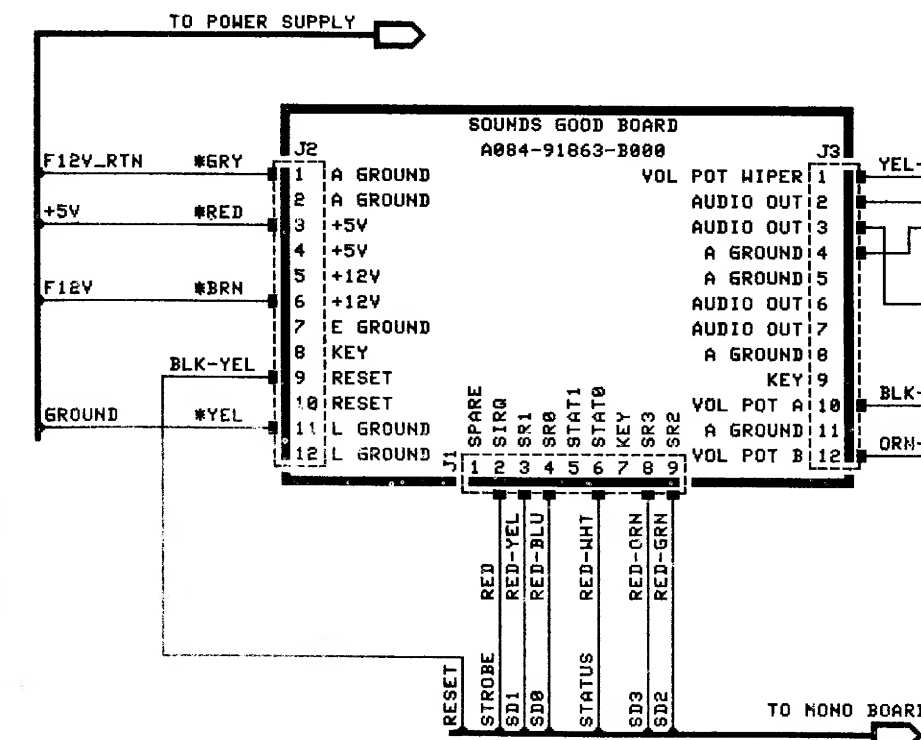 TO POWER SUPPLY
SOUNDS GOOD BOARD
A084-91863-B000
J2
J3
F12V_RTN *GRY
+5V *RED
F12V *BRN
BLK-YEL
GROUND *YEL
1 A GROUND
2 A GROUND
3 +5V
4 +5V
5 +12V
6 +12V
7 E GROUND
8 KEY
9 RESET
10 RESET
11 L GROUND
12 L GROUND
VOL POT WIPER 1
AUDIO OUT 2
AUDIO OUT 3
A GROUND 4
A GROUND 5
AUDIO OUT 6
AUDIO OUT 7
A GROUND 8
KEY 9
VOL POT A 10
A GROUND 11
VOL POT B 12
YEL-
BLK-
ORN-
J1
SPARE
SIRQ
SR1
SR0
STAT1
STAT0
KEY
SR3
SR2
1 2 3 4 5 6 7 8 9
RED
RED-YEL
RED-BLU
RED-WHT
RED-ORN
RED-GRN
RESET
STROBE
SD1
SD0
STATUS
SD3
SD2
TO MONO BOARD